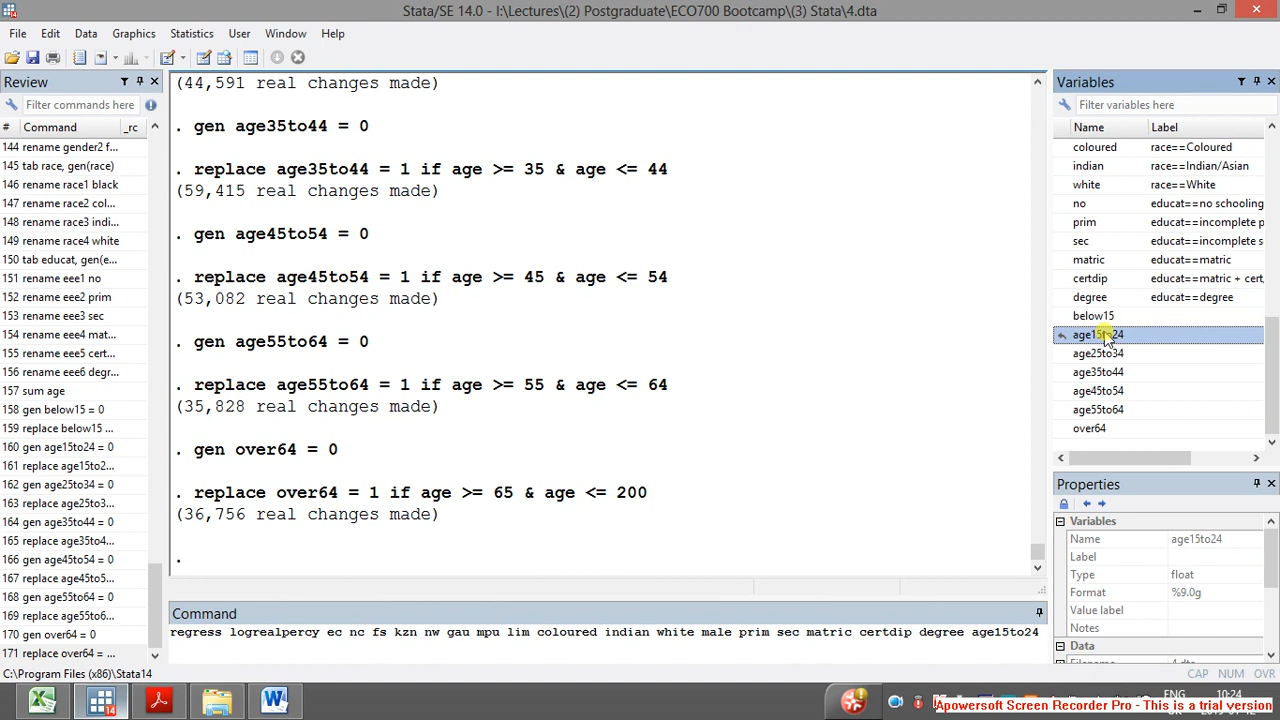 Stata/SE 14.0 - I:\Lectures\(2) Postgraduate\ECO700 Bootcamp\(3) Stata\4.dta
File Edit Data Graphics Statistics User Window Help
Review
Filter commands here
# Command _rc
144 rename gender2 f...
145 tab race, gen(race)
146 rename race1 black
147 rename race2 col...
148 rename race3 indi...
149 rename race4 white
150 tab educat, gen(e...
151 rename eee1 no
152 rename eee2 prim
153 rename eee3 sec
154 rename eee4 mat...
155 rename eee5 cert...
156 rename eee6 degr...
157 sum age
158 gen below15 = 0
159 replace below15 ...
160 gen age15to24 = 0
161 replace age15to2...
162 gen age25to34 = 0
163 replace age25to3...
164 gen age35to44 = 0
165 replace age35to4...
166 gen age45to54 = 0
167 replace age45to5...
168 gen age55to64 = 0
169 replace age55to6...
170 gen over64 = 0
171 replace over64 = ...
(44,591 real changes made)
. gen age35to44 = 0
. replace age35to44 = 1 if age >= 35 & age <= 44
(59,415 real changes made)
. gen age45to54 = 0
. replace age45to54 = 1 if age >= 45 & age <= 54
(53,082 real changes made)
. gen age55to64 = 0
. replace age55to64 = 1 if age >= 55 & age <= 64
(35,828 real changes made)
. gen over64 = 0
. replace over64 = 1 if age >= 65 & age <= 200
(36,756 real changes made)
.
Command
regress logrealpercy ec nc fs kzn nw gau mpu lim coloured indian white male prim sec matric certdip degree age15to24
Variables
Filter variables here
Name Label
coloured race==Coloured
indian race==Indian/Asian
white race==White
no educat==no schooling
prim educat==incomplete p
sec educat==incomplete s
matric educat==matric
certdip educat==matric + cert,
degree educat==degree
below15
age15to24
age25to34
age35to44
age45to54
age55to64
over64
Properties
Variables
Name age15to24
Label
Type float
Format %9.0g
Value label
Notes
Data
C:\Program Files (x86)\Stata14
CAP NUM OVR
ENG 10:24
Apowersoft Screen Recorder Pro - This is a trial version